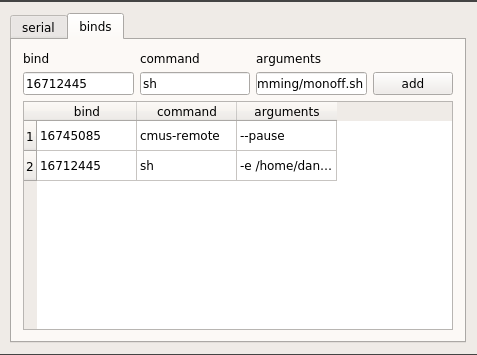 serial binds
bind command arguments
16712445 sh mming/monoff.sh add
bind command arguments
1 16745085 cmus-remote --pause
2 16712445 sh -e /home/dan...